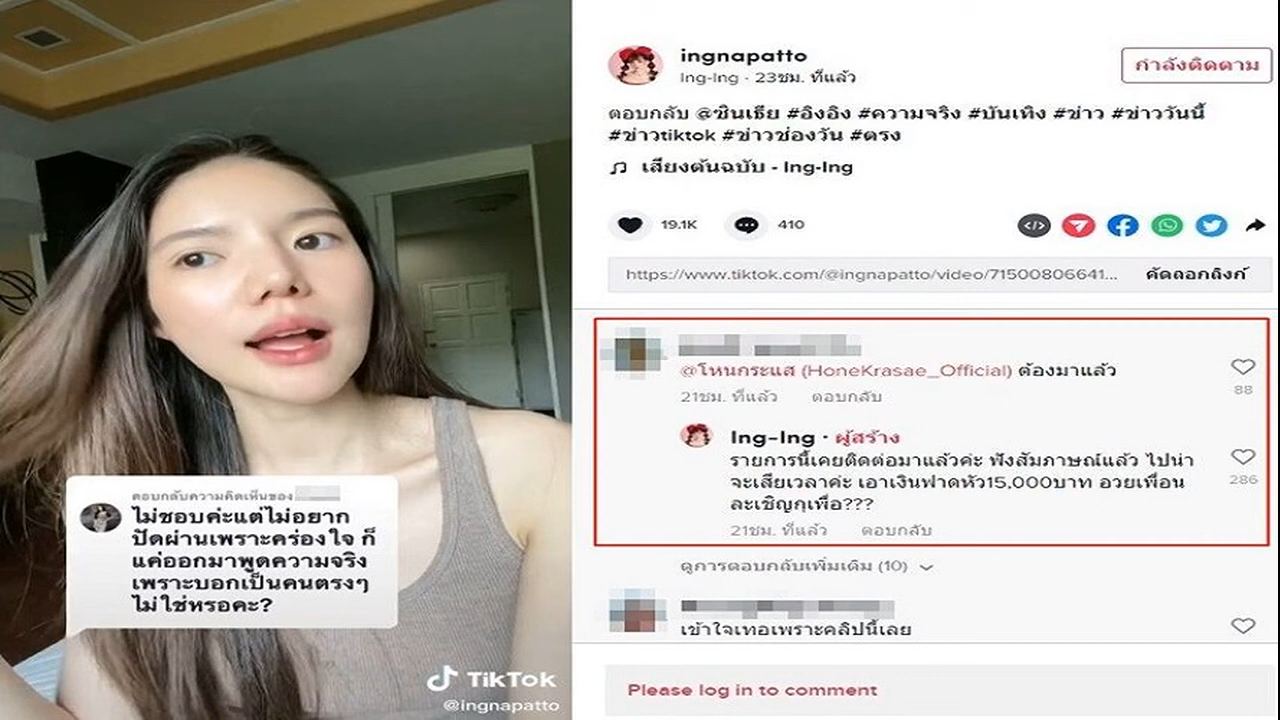 ตอบกลับความคิดเห็นของ
ไม่ชอบค่ะแต่ไม่อยาก
ปัดผ่านเพราะคร่องใจ ก็
แค่ออกมาพูดความจริง
เพราะบอกเป็นคนตรงๆ
ไม่ใช่หรอคะ?
TikTok
@ingnapatto
ingnapatto
Ing-Ing · 23ชม. ที่แล้ว
กำลังติดตาม
ตอบกลับ @ซินเธีย #อิงอิง #ความจริง #บันเทิง #ข่าว #ข่าววันนี้
#ข่าวtiktok #ข่าวช่องวัน #ตรง
เสียงต้นฉบับ - Ing-Ing
19.1K 410
https://www.tiktok.com/@ingnapatto/video/71500806641... คัดลอกลิงก์
@โหนกระแส (HoneKrasae_Official) ต้องมาแล้ว
88
21ชม. ที่แล้ว ตอบกลับ
Ing-Ing · ผู้สร้าง
รายการนี้เคยติดต่อมาแล้วค่ะ ฟังสัมภาษณ์แล้ว ไปน่า
จะเสียเวลาค่ะ เอาเงินฟาดหัว15,000บาท อวยเพื่อน
286
ละเชิญกุเพื่อ???
21ชม. ที่แล้ว ตอบกลับ
ดูการตอบกลับเพิ่มเติม (10)
เข้าใจเทอเพราะคลิปนี้เลย
Please log in to comment